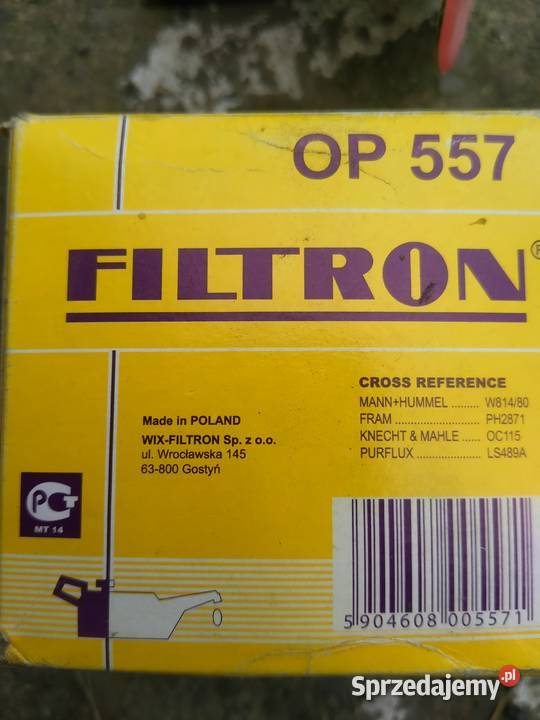 OP 557
FILTRON®
CROSS REFERENCE
MANN+HUMMEL ......... W814/80
FRAM ........................ PH2871
KNECHT & MAHLE ...... OC115
PURFLUX .................. LS489A
Made in POLAND
WIX-FILTRON Sp. z o.o.
ul. Wrocławska 145
63-800 Gostyń
PCT
MT 14
5 904608 005571
Sprzedajemy.pl